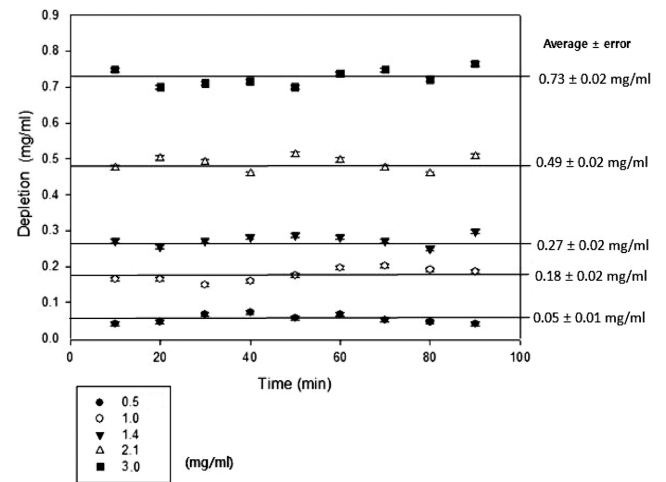 Average ± error
0.9
0.8
0.7
0.6
0.5
0.4
0.3
0.2
0.1
0.0
Depletion (mg/ml)
0.73 ± 0.02 mg/ml
0.49 ± 0.02 mg/ml
0.27 ± 0.02 mg/ml
0.18 ± 0.02 mg/ml
0.05 ± 0.01 mg/ml
0 20 40 60 80 100
Time (min)
0.5
1.0
1.4
2.1
3.0
(mg/ml)